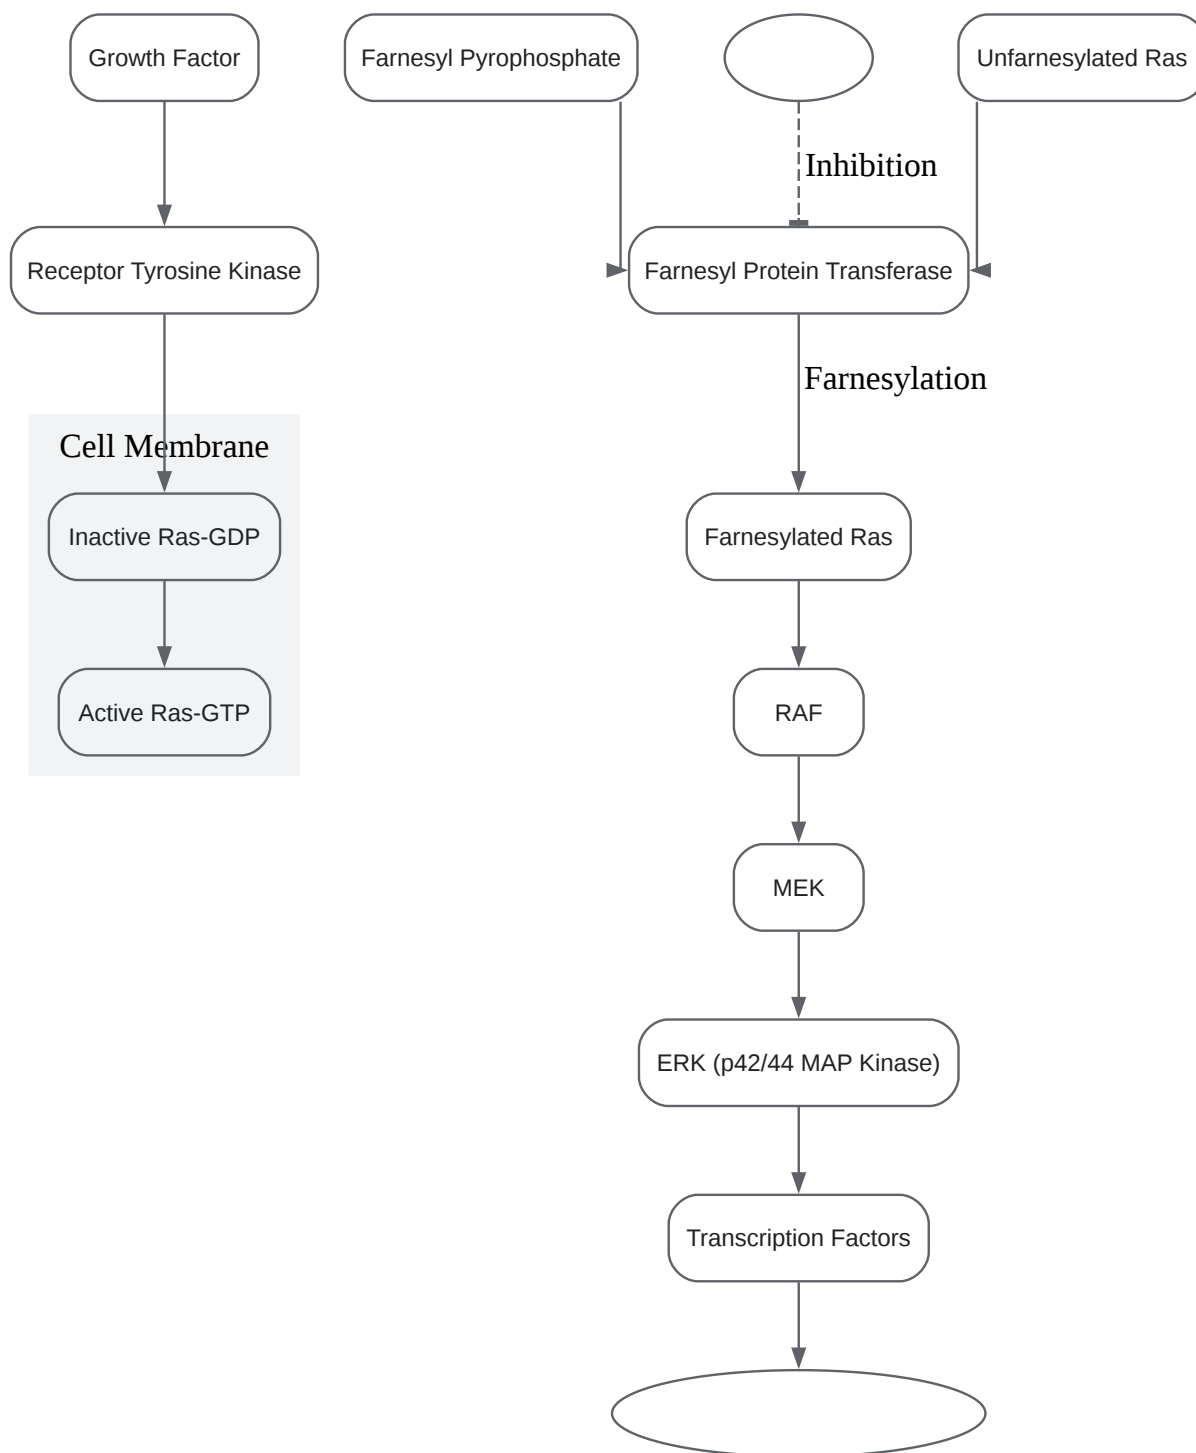 Growth Factor
Farnesyl Pyrophosphate
Unfarnesylated Ras
Inhibition
Receptor Tyrosine Kinase
Farnesyl Protein Transferase
Farnesylation
Cell Membrane
Inactive Ras-GDP
Farnesylated Ras
Active Ras-GTP
RAF
MEK
ERK (p42/44 MAP Kinase)
Transcription Factors